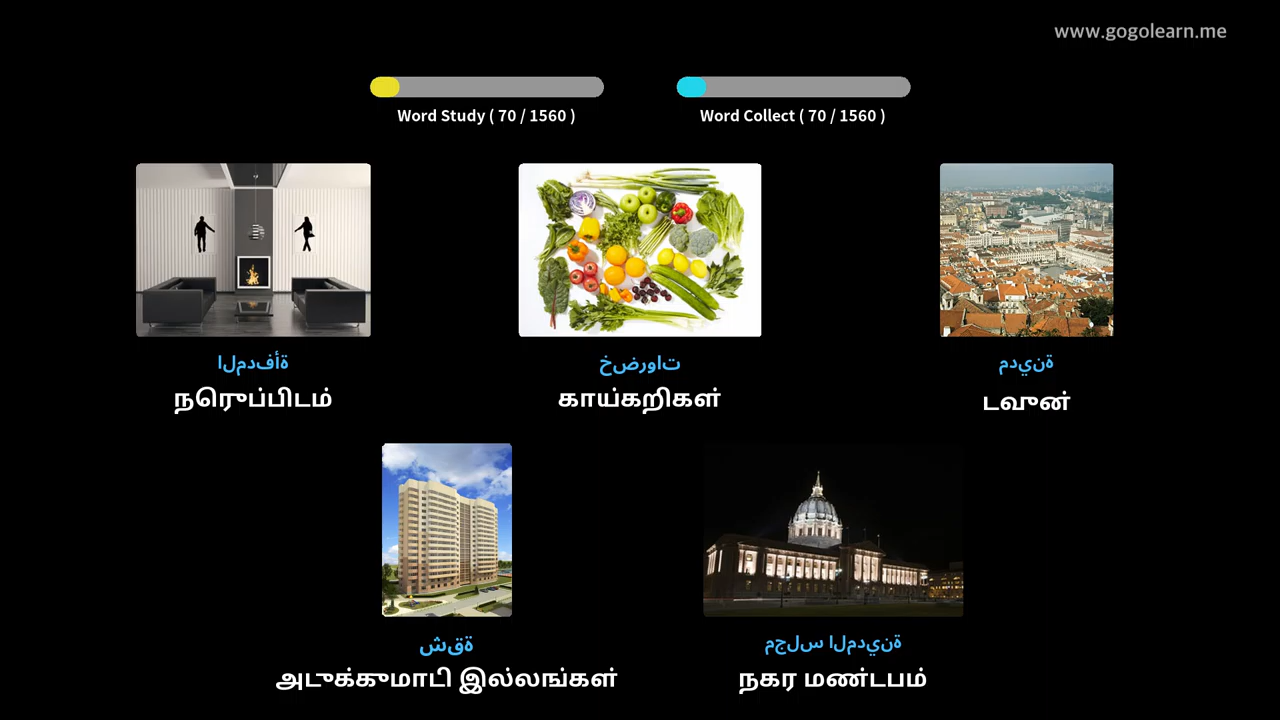 www.gogolearn.me
Word Study ( 70 / 1560 )
Word Collect ( 70 / 1560 )
المدفأة
நெருப்பிடம்
خضروات
காய்கறிகள்
مدينة
டவுன்
شقة
அடுக்குமாடி இல்லங்கள்
مجلس المدينة
நகர மண்டபம்